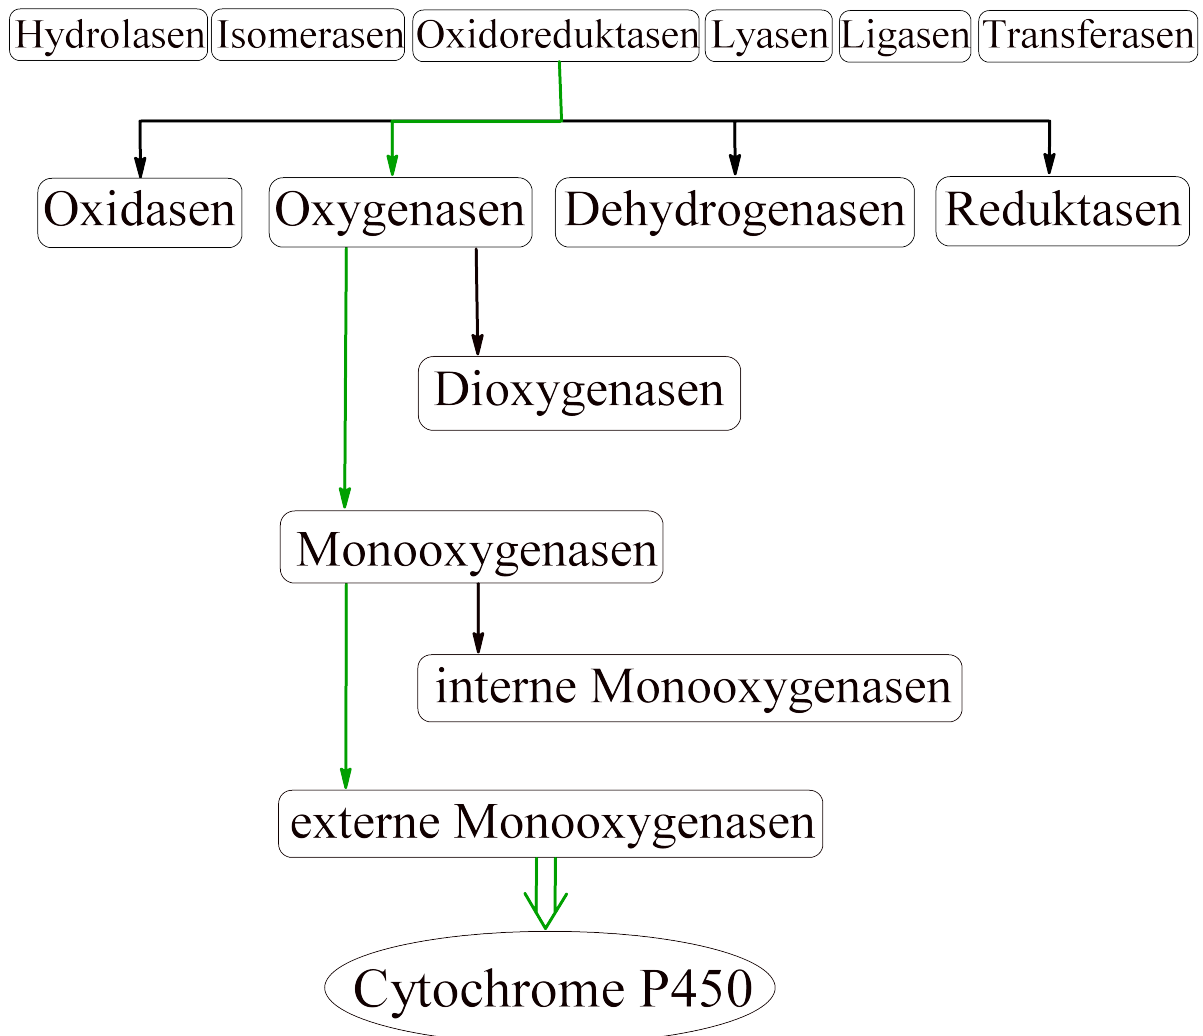 Hydrolasen Isomerasen Oxidoreduktasen Lyasen Ligasen Transferasen
Oxidasen Oxygenasen Dehydrogenasen Reduktasen
Dioxygenasen
Monooxygenasen
interne Monooxygenasen
externe Monooxygenasen
Cytochrome P450